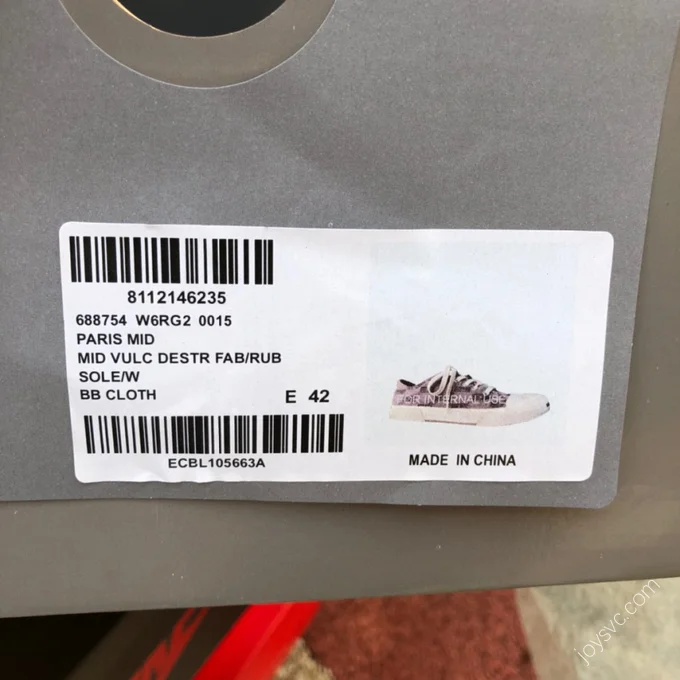 8112146235
688754 W6RG2 0015
PARIS MID
MID VULC DESTR FAB/RUB
SOLE/W
BB CLOTH
E 42
ECBL105663A
FOR INTERNAL USE
MADE IN CHINA
joysvc.com